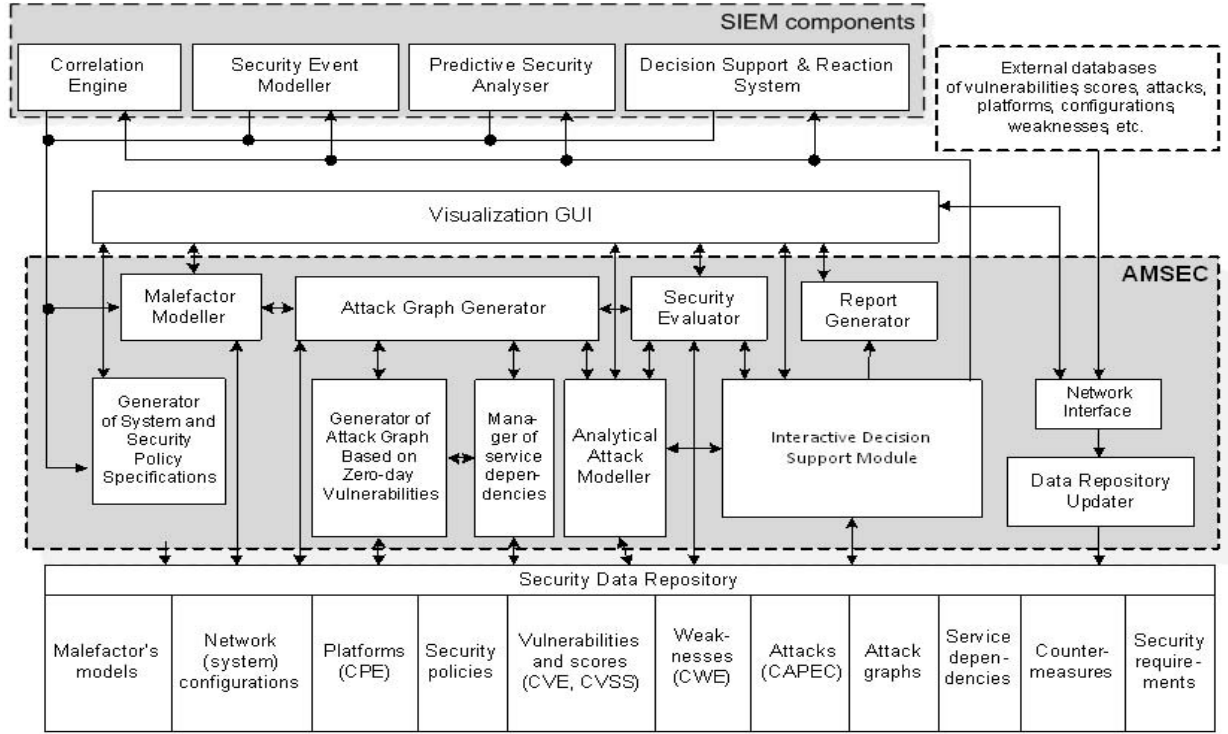 SIEM components
Correlation
Engine
Security Event
Modeller
Predictive Security
Analyser
Decision Support & Reaction
System
External databases
of vulnerabilities, scores, attacks,
platforms, configurations,
weaknesses, etc.
Visualization GUI
AMSEC
Malefactor
Modeller
Attack Graph Generator
Security
Evaluator
Report
Generator
Generator
of System and
Security
Policy
Specifications
Generator of
Attack Graph
Based on
Zero-day
Vulnerabilities
Mana-
ger of
service
depen-
dencies
Analytical
Attack
Modeller
Interactive Decision
Support Module
Network
Interface
Data Repository
Updater
Security Data Repository
Malefactor's
models
Network
(system)
configurations
Platforms
(CPE)
Security
policies
Vulnerabilities
and scores
(CVE, CVSS)
Weak-
nesses
(CWE)
Attacks
(CAPEC)
Attack
graphs
Service
depen-
dencies
Counter-
measures
Security
require-
ments